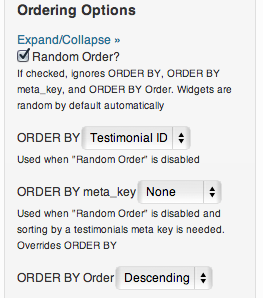 Ordering Options
Expand/Collapse »
Random Order?
If checked, ignores ORDER BY, ORDER BY
meta_key, and ORDER BY Order. Widgets are
random by default automatically
ORDER BY Testimonial ID
Used when "Random Order" is disabled
ORDER BY meta_key None
Used when "Random Order" is disabled and
sorting by a testimonials meta key is needed.
Overrides ORDER BY
ORDER BY Order Descending